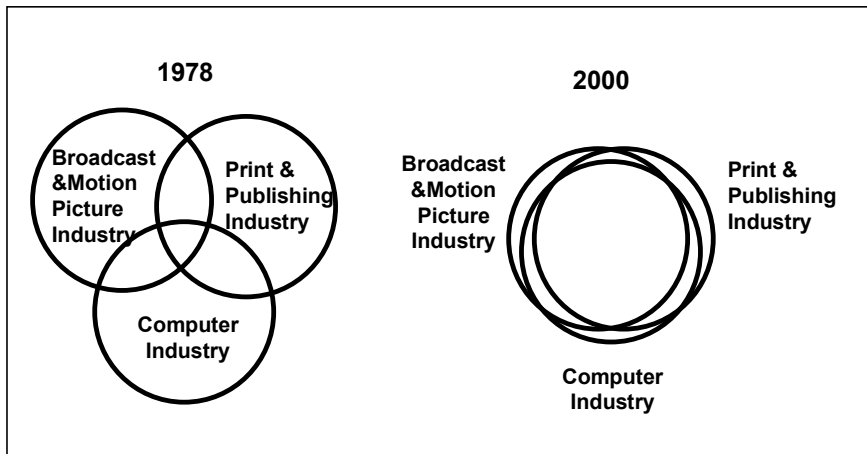 1978
Broadcast
&Motion
Picture
Industry
Print &
Publishing
Industry
Computer
Industry
2000
Broadcast
&Motion
Picture
Industry
Print &
Publishing
Industry
Computer
Industry